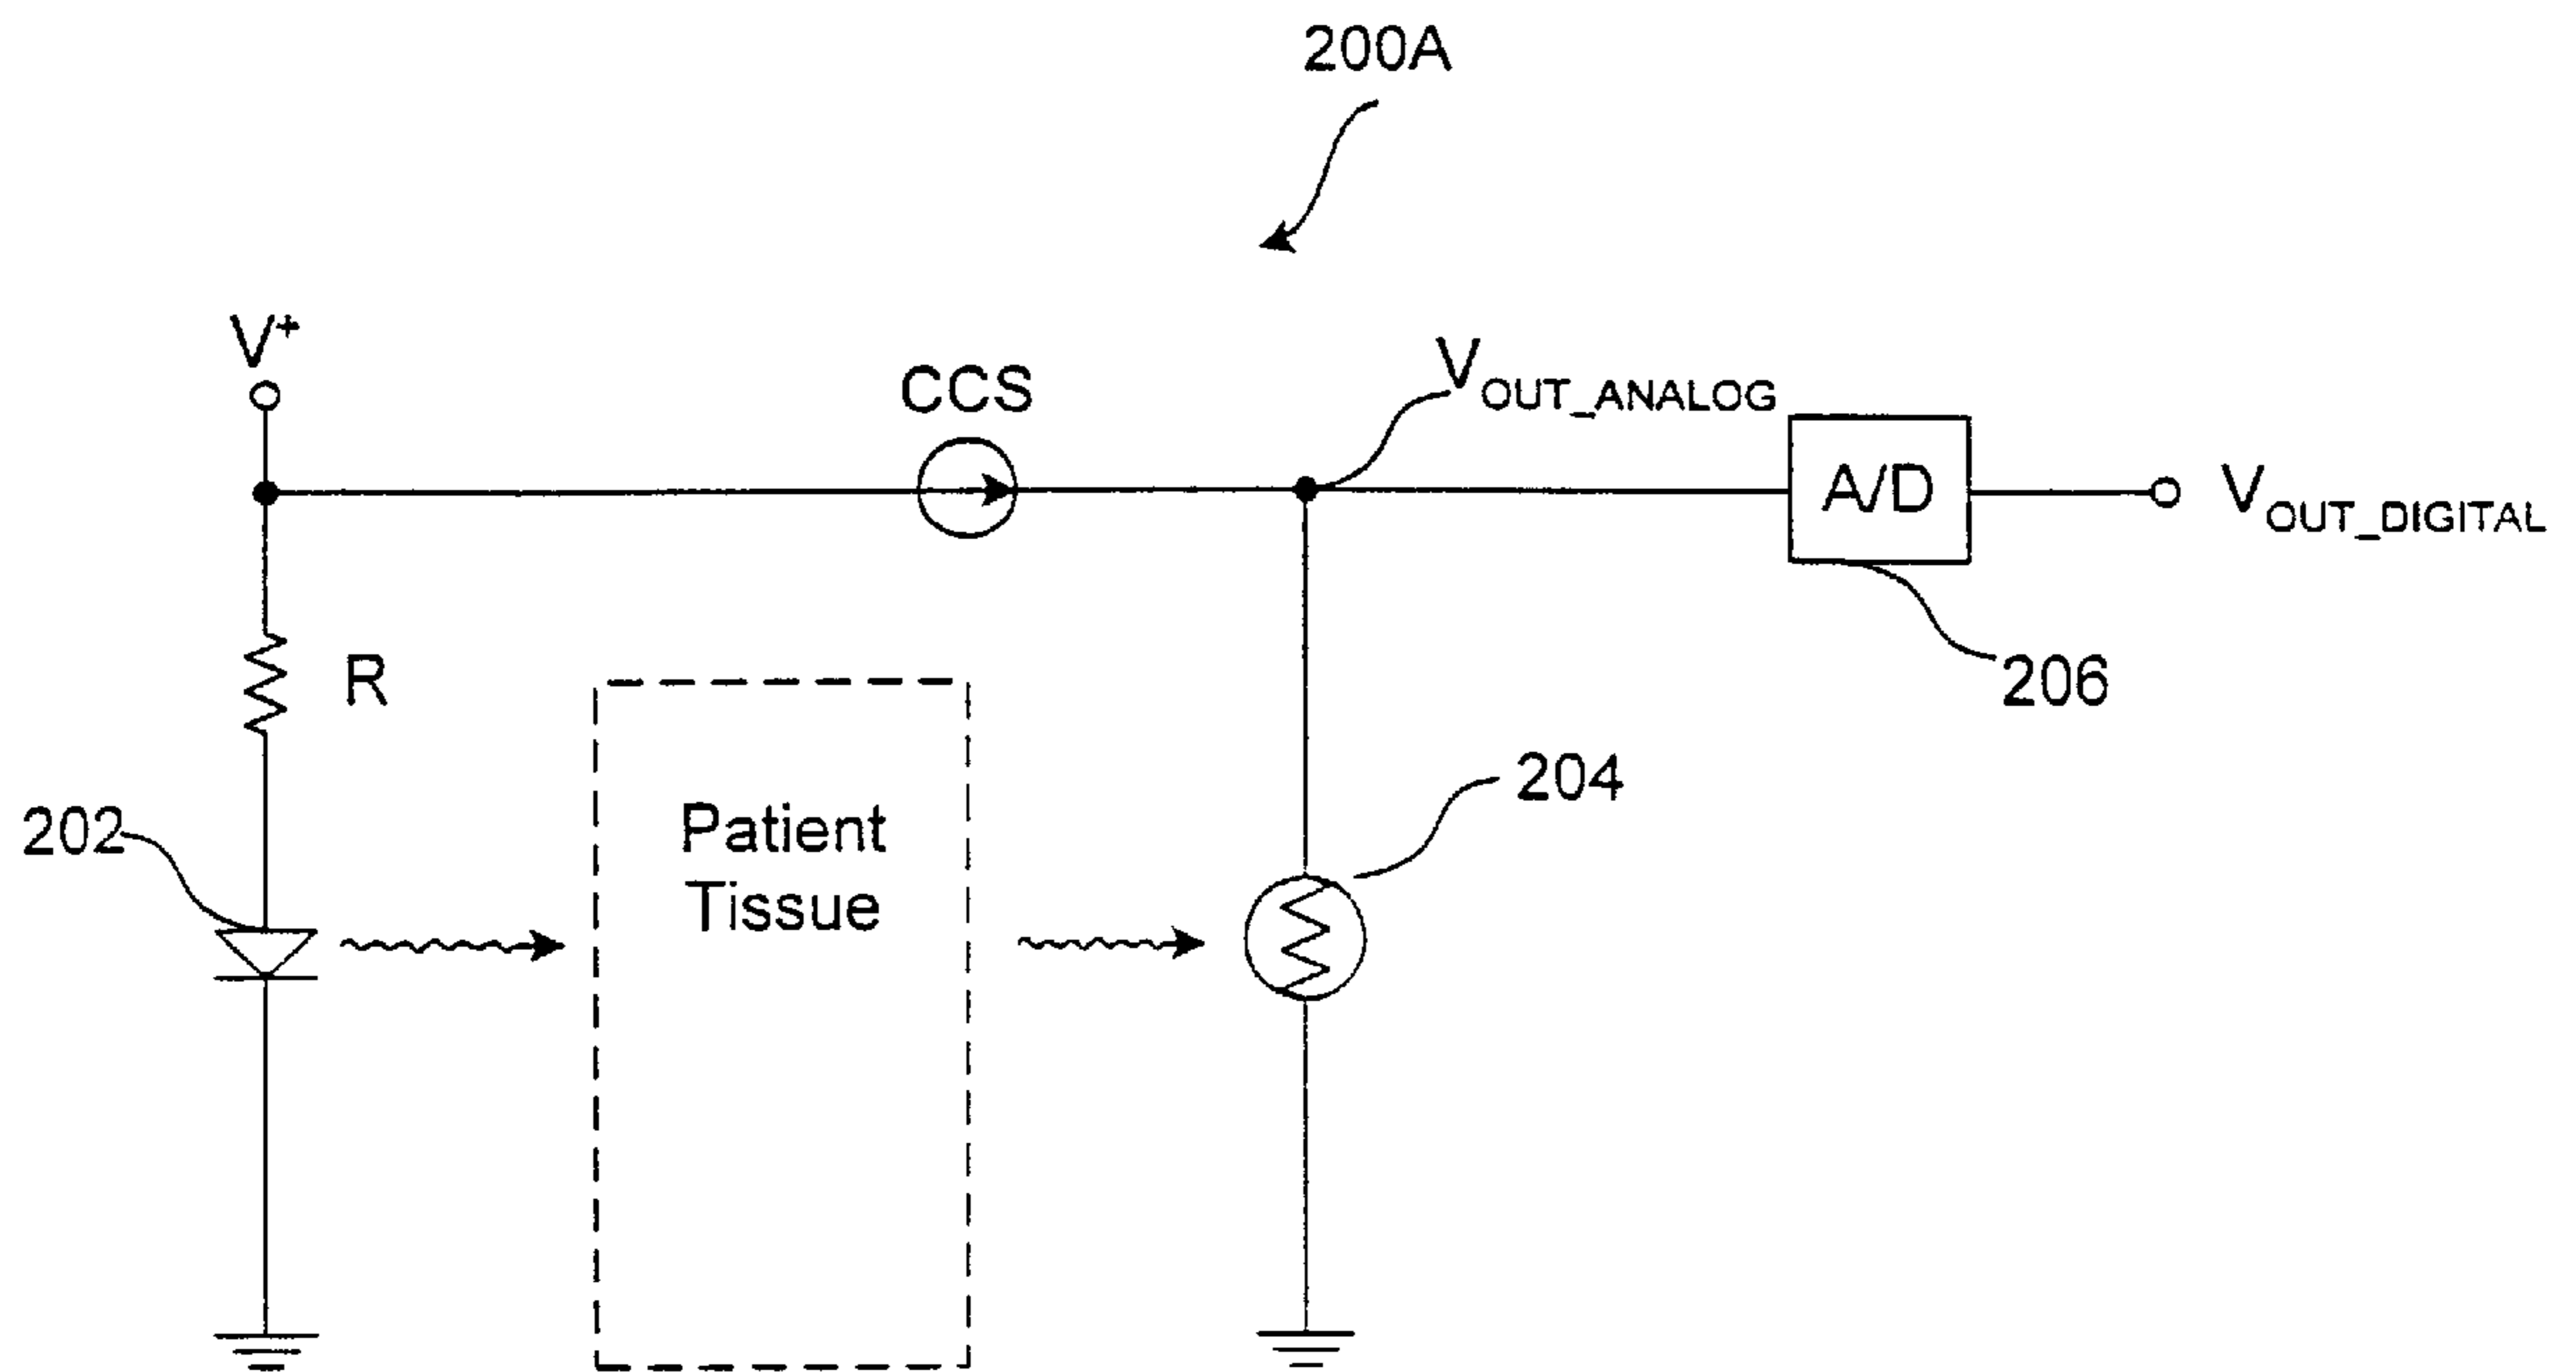 200A
V+
CCS
VOUT_ANALOG
A/D
VOUT_DIGITAL
R
206
204
202
Patient
Tissue